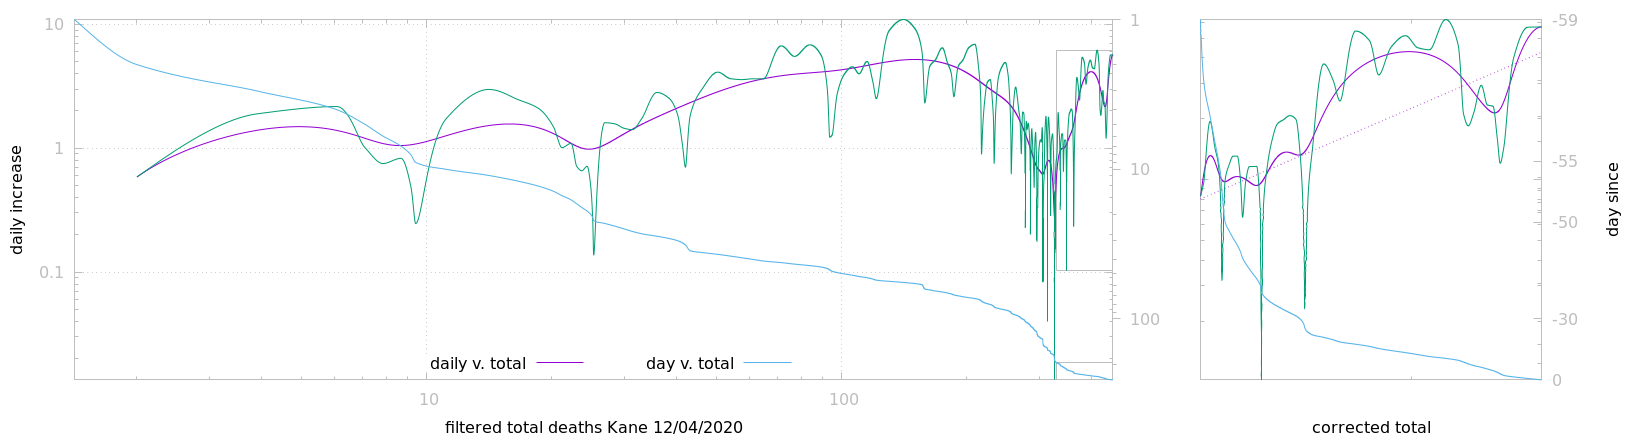 daily increase
10
1
0.1
10
100
1
10
100
daily v. total
day v. total
filtered total deaths Kane 12/04/2020
-59
-55
-50
-30
0
day since
corrected total